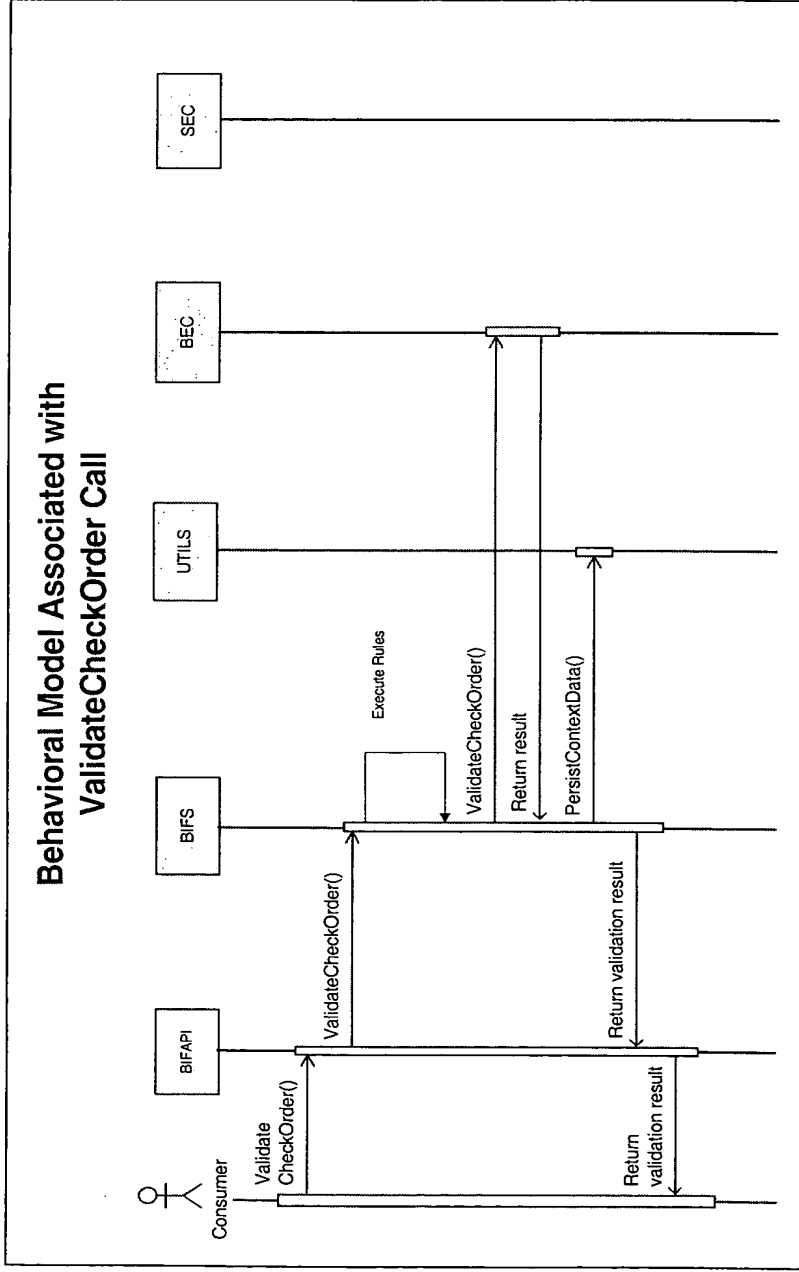 Behavioral Model Associated with
ValidateCheckOrder Call
Consumer
BIFAPI
BIFS
UTILS
BEC
SEC
Validate
CheckOrder()
ValidateCheckOrder()
Execute Rules
ValidateCheckOrder()
Return result
PersistContextData()
Return validation result
Return
validation result